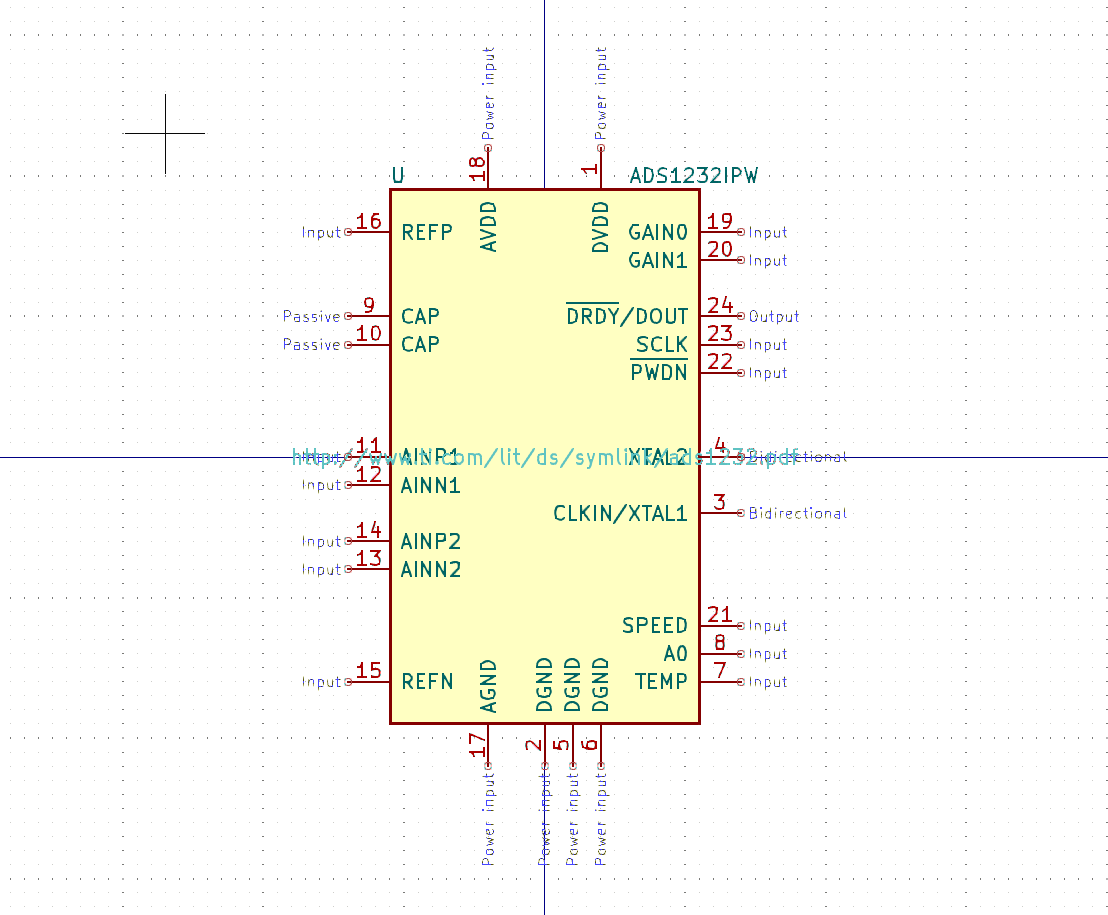 Power input
Power input
18
1
U
ADS1232IPW
AVDD
DVDD
Input 16 REFP
GAIN0 19 Input
GAIN1 20 Input
Passive 9 CAP
DRDY/DOUT 24 Output
Passive 10 CAP
SCLK 23 Input
PWDN 22 Input
Input 11 AINP1
XTAL2 4 Bidirectional
http://www.ti.com/lit/ds/symlink/ads1232.pdf
Input 12 AINN1
CLKIN/XTAL1 3 Bidirectional
Input 14 AINP2
Input 13 AINN2
SPEED 21 Input
A0 8 Input
Input 15 REFN
TEMP 7 Input
AGND
DGND
DGND
DGND
17
2
5
6
Power input
Power input
Power input
Power input